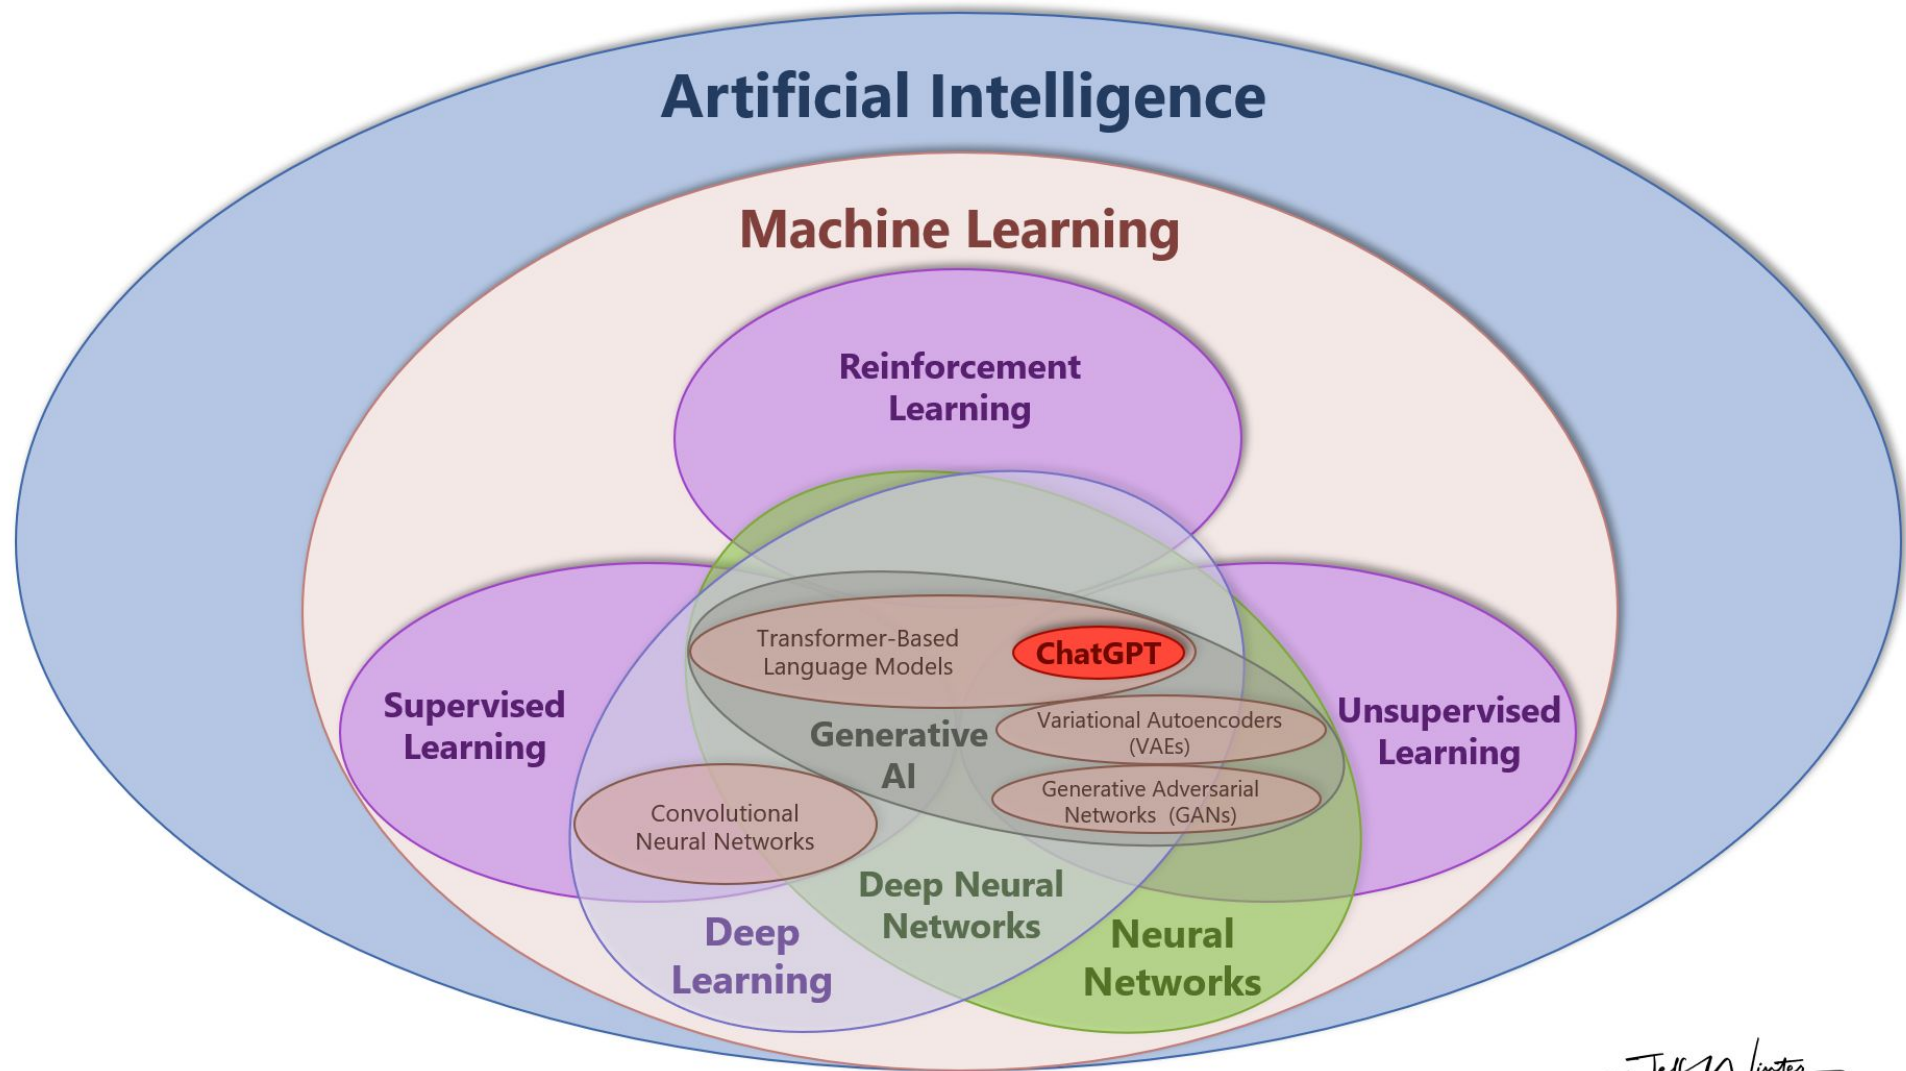 Artificial Intelligence
Machine Learning
Reinforcement
Learning
Transformer-Based
Language Models
ChatGPT
Supervised
Learning
Generative
AI
Variational Autoencoders
(VAEs)
Unsupervised
Learning
Generative Adversarial
Networks (GANs)
Convolutional
Neural Networks
Deep Neural
Networks
Deep
Learning
Neural
Networks